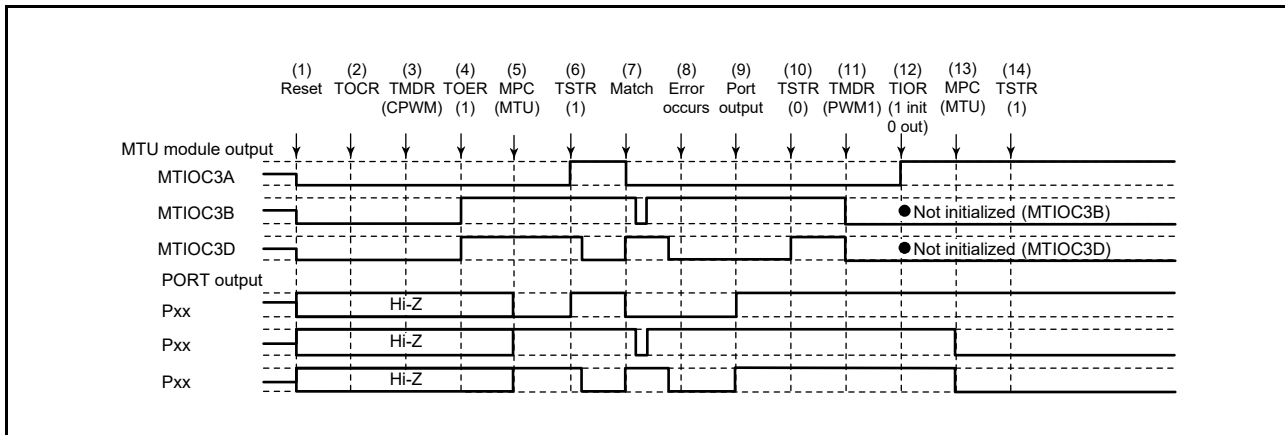 (1) (2) (3) (4) (5) (6) (7) (8) (9) (10) (11) (12) (13) (14)
Reset TOCR TMDR TOER MPC TSTR Match Error Port TSTR TMDR TIOR MPC TSTR
(CPWM) (1) (MTU) (1) occurs output (0) (PWM1) (1 init (MTU) (1)
0 out)
MTU module output
MTIOC3A
MTIOC3B
Not initialized (MTIOC3B)
MTIOC3D
Not initialized (MTIOC3D)
PORT output
Pxx
Hi-Z
Pxx
Hi-Z
Pxx
Hi-Z